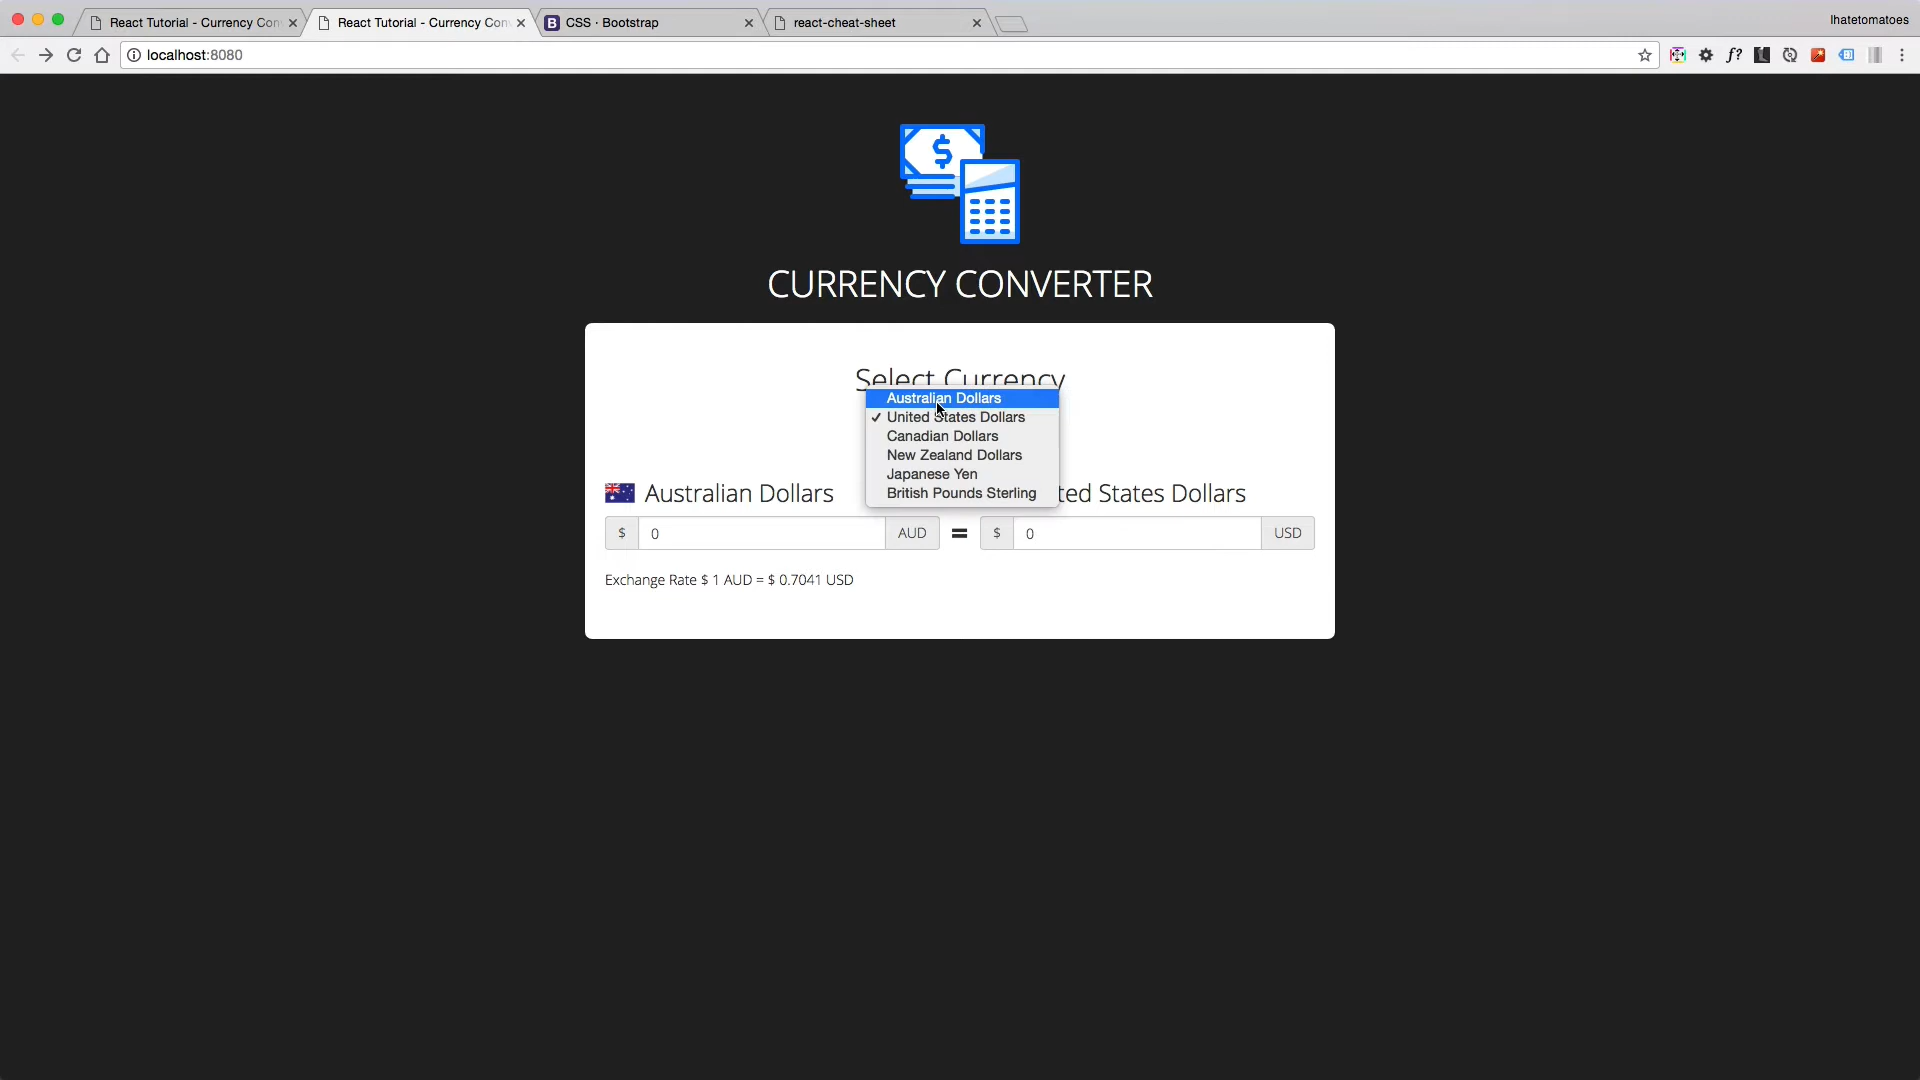 React Tutorial - Currency Con
React Tutorial - Currency Con
B CSS · Bootstrap
react-cheat-sheet
Ihatetomatoes
localhost:8080
f?
$
CURRENCY CONVERTER
Select Currency
Australian Dollars
✓ United States Dollars
Canadian Dollars
New Zealand Dollars
Japanese Yen
British Pounds Sterling
Australian Dollars
ted States Dollars
$ 0 AUD = $ 0 USD
Exchange Rate $ 1 AUD = $ 0.7041 USD